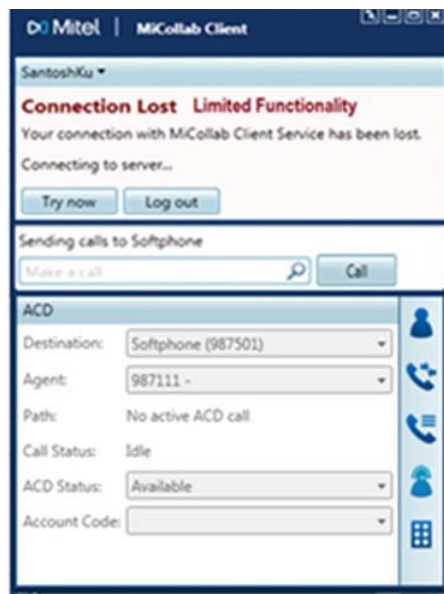 Mitel | MiCollab Client
SantoshKu
Connection Lost Limited Functionality
Your connection with MiCollab Client Service has been lost.
Connecting to server...
Try now Log out
Sending calls to Softphone
Make a call Call
ACD
Destination: Softphone (987501)
Agent: 987111 -
Path: No active ACD call
Call Status: Idle
ACD Status: Available
Account Code: